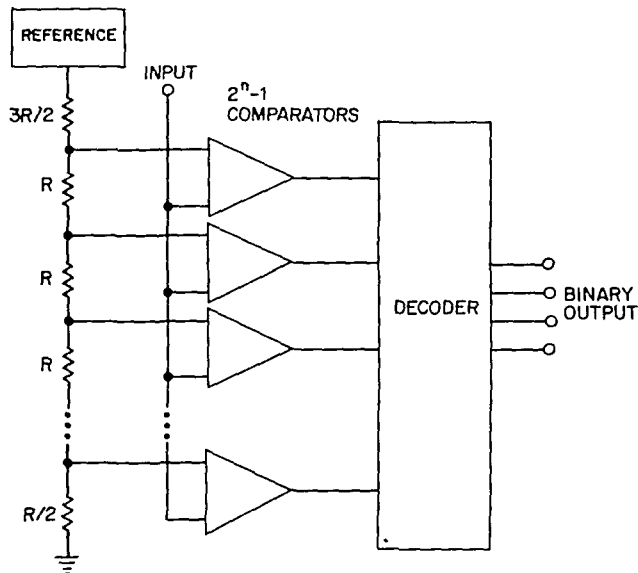 REFERENCE
INPUT
2ⁿ-1
COMPARATORS
3R/2
R
R
DECODER
BINARY
OUTPUT
R
R/2